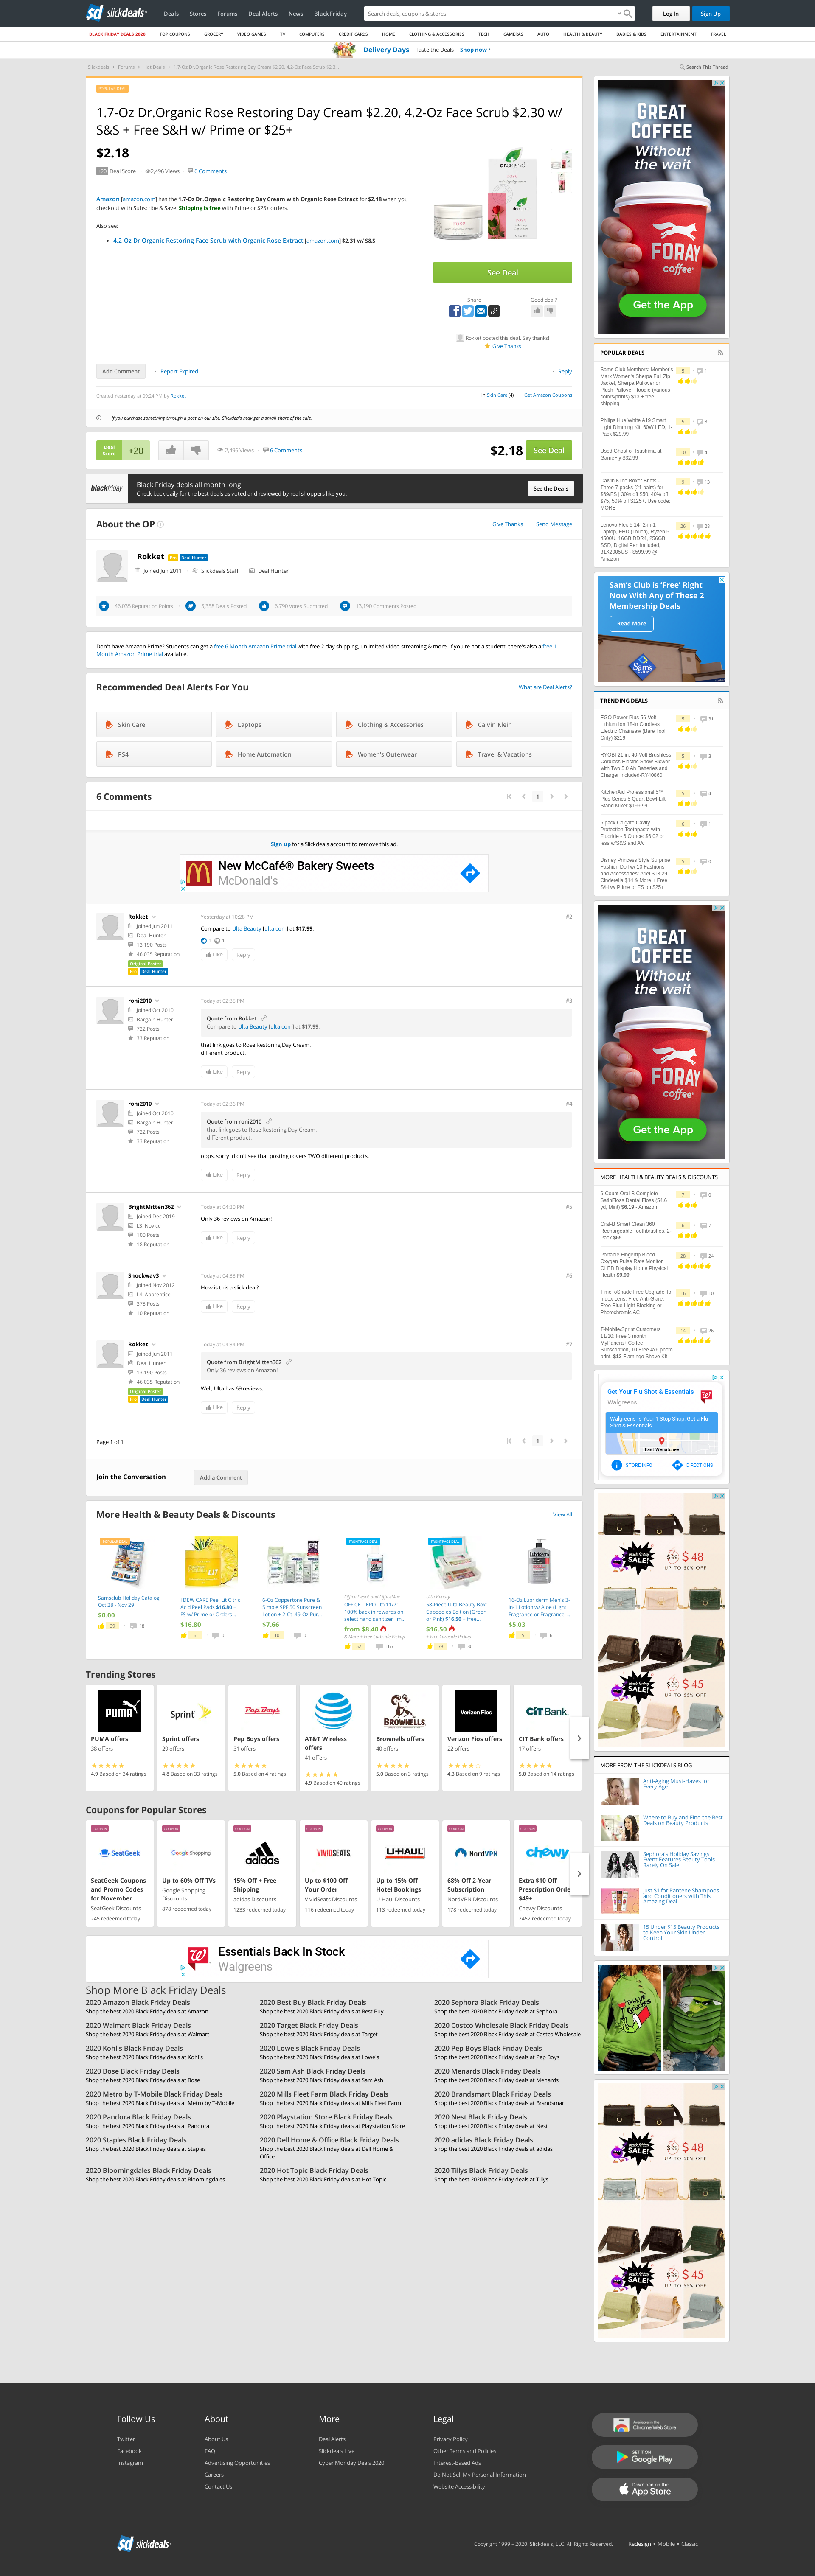 slickdeals
Deals
Stores
Forums
Deal Alerts
News
Black Friday
Search deals, coupons & stores
Log In
Sign Up
BLACK FRIDAY DEALS 2020
TOP COUPONS
GROCERY
VIDEO GAMES
TV
COMPUTERS
CREDIT CARDS
HOME
CLOTHING & ACCESSORIES
TECH
CAMERAS
AUTO
HEALTH & BEAUTY
BABIES & KIDS
ENTERTAINMENT
TRAVEL
Delivery Days Taste the Deals Shop now
Slickdeals Forums Hot Deals 1.7-Oz Dr.Organic Rose Restoring Day Cream $2.20, 4.2-Oz Face Scrub $2.3...
Search This Thread
1.7-Oz Dr.Organic Rose Restoring Day Cream $2.20, 4.2-Oz Face Scrub $2.30 w/
S&S + Free S&H w/ Prime or $25+
$2.18
+20 Deal Score 2,496 Views 6 Comments
Amazon [amazon.com] has the 1.7-Oz Dr.Organic Restoring Day Cream with Organic Rose Extract for $2.18 when you
checkout with Subscribe & Save. Shipping is free with Prime or $25+ orders.
Also see:
4.2-Oz Dr.Organic Restoring Face Scrub with Organic Rose Extract [amazon.com] $2.31 w/ S&S
See Deal
Share
Good deal?
Rokket posted this deal. Say thanks!
Give Thanks
Add Comment
Report Expired
Reply
Created Yesterday at 09:24 PM by Rokket
in Skin Care (4) Get Amazon Coupons
If you purchase something through a post on our site, Slickdeals may get a small share of the sale.
Deal
Score
+20
2,496 Views
6 Comments
$2.18
See Deal
blackfriday
Black Friday deals all month long!
Check back daily for the best deals as voted and reviewed by real shoppers like you.
See the Deals
About the OP
Give Thanks
Send Message
Rokket Pro Deal Hunter
Joined Jun 2011
Slickdeals Staff
Deal Hunter
46,035 Reputation Points
5,358 Deals Posted
6,790 Votes Submitted
13,190 Comments Posted
Don't have Amazon Prime? Students can get a free 6-Month Amazon Prime trial with free 2-day shipping, unlimited video streaming & more. If you're not a student, there's also a free 1-
Month Amazon Prime trial available.
Recommended Deal Alerts For You
What are Deal Alerts?
Skin Care
Laptops
Clothing & Accessories
Calvin Klein
PS4
Home Automation
Women's Outerwear
Travel & Vacations
6 Comments
1
Sign up for a Slickdeals account to remove this ad.
New McCafé® Bakery Sweets
McDonald's
Rokket
Joined Jun 2011
Deal Hunter
13,190 Posts
46,035 Reputation
Original Poster
Pro Deal Hunter
Yesterday at 10:28 PM
#2
Compare to Ulta Beauty [ulta.com] at $17.99.
1 1
Like
Reply
roni2010
Joined Oct 2010
Bargain Hunter
722 Posts
33 Reputation
Today at 02:35 PM
#3
Quote from Rokket
Compare to Ulta Beauty [ulta.com] at $17.99.
that link goes to Rose Restoring Day Cream.
different product.
Like
Reply
roni2010
Joined Oct 2010
Bargain Hunter
722 Posts
33 Reputation
Today at 02:36 PM
#4
Quote from roni2010
that link goes to Rose Restoring Day Cream.
different product.
opps, sorry. didn't see that posting covers TWO different products.
Like
Reply
BrightMitten362
Joined Dec 2019
L3: Novice
100 Posts
18 Reputation
Today at 04:30 PM
#5
Only 36 reviews on Amazon!
Like
Reply
Shockwav3
Joined Nov 2012
L4: Apprentice
378 Posts
10 Reputation
Today at 04:33 PM
#6
How is this a slick deal?
Like
Reply
Rokket
Joined Jun 2011
Deal Hunter
13,190 Posts
46,035 Reputation
Original Poster
Pro Deal Hunter
Today at 04:34 PM
#7
Quote from BrightMitten362
Only 36 reviews on Amazon!
Well, Ulta has 69 reviews.
Like
Reply
Page 1 of 1
1
Join the Conversation
Add a Comment
More Health & Beauty Deals & Discounts
View All
Samsclub Holiday Catalog
Oct 28 - Nov 29
$0.00
I DEW CARE Peel Lit Citric
Acid Peel Pads $16.80 +
FS w/ Prime or Orders...
$16.80
6-Oz Coppertone Pure &
Simple SPF 50 Sunscreen
Lotion + 2-Ct .49-Oz Pur...
$7.66
Office Depot and OfficeMax
OFFICE DEPOT to 11/7:
100% back in rewards on
select hand sanitizer lim...
from $8.40
& More + Free Curbside Pickup
Ulta Beauty
58-Piece Ulta Beauty Box:
Caboodles Edition (Green
or Pink) $16.50 + free...
$16.50
+ Free Curbside Pickup
16-Oz Lubriderm Men's 3-
in-1 Lotion w/ Aloe (Light
Fragrance or Fragrance-...
$5.03
Trending Stores
PUMA offers
38 offers
4.9 Based on 34 ratings
Sprint offers
29 offers
4.8 Based on 33 ratings
Pep Boys offers
31 offers
5.0 Based on 4 ratings
AT&T Wireless
offers
41 offers
4.9 Based on 40 ratings
Brownells offers
40 offers
5.0 Based on 3 ratings
Verizon Fios offers
22 offers
4.3 Based on 9 ratings
CIT Bank offers
17 offers
5.0 Based on 14 ratings
Coupons for Popular Stores
SeatGeek Coupons
and Promo Codes
for November
SeatGeek Discounts
245 redeemed today
Up to 60% Off TVs
Google Shopping
Discounts
878 redeemed today
15% Off + Free
Shipping
adidas Discounts
1233 redeemed today
Up to $100 Off
Your Order
VividSeats Discounts
116 redeemed today
Up to 15% Off
Hotel Bookings
U-Haul Discounts
113 redeemed today
68% Off 2-Year
Subscription
NordVPN Discounts
178 redeemed today
Extra $10 Off
Prescription Orde
$49+
Chewy Discounts
2452 redeemed today
Essentials Back In Stock
Walgreens
Shop More Black Friday Deals
2020 Amazon Black Friday Deals
Shop the best 2020 Black Friday deals at Amazon
2020 Best Buy Black Friday Deals
Shop the best 2020 Black Friday deals at Best Buy
2020 Sephora Black Friday Deals
Shop the best 2020 Black Friday deals at Sephora
2020 Walmart Black Friday Deals
Shop the best 2020 Black Friday deals at Walmart
2020 Target Black Friday Deals
Shop the best 2020 Black Friday deals at Target
2020 Costco Wholesale Black Friday Deals
Shop the best 2020 Black Friday deals at Costco Wholesale
2020 Kohl's Black Friday Deals
Shop the best 2020 Black Friday deals at Kohl's
2020 Lowe's Black Friday Deals
Shop the best 2020 Black Friday deals at Lowe's
2020 Pep Boys Black Friday Deals
Shop the best 2020 Black Friday deals at Pep Boys
2020 Bose Black Friday Deals
Shop the best 2020 Black Friday deals at Bose
2020 Sam Ash Black Friday Deals
Shop the best 2020 Black Friday deals at Sam Ash
2020 Menards Black Friday Deals
Shop the best 2020 Black Friday deals at Menards
2020 Metro by T-Mobile Black Friday Deals
Shop the best 2020 Black Friday deals at Metro by T-Mobile
2020 Mills Fleet Farm Black Friday Deals
Shop the best 2020 Black Friday deals at Mills Fleet Farm
2020 Brandsmart Black Friday Deals
Shop the best 2020 Black Friday deals at Brandsmart
2020 Pandora Black Friday Deals
Shop the best 2020 Black Friday deals at Pandora
2020 Playstation Store Black Friday Deals
Shop the best 2020 Black Friday deals at Playstation Store
2020 Nest Black Friday Deals
Shop the best 2020 Black Friday deals at Nest
2020 Staples Black Friday Deals
Shop the best 2020 Black Friday deals at Staples
2020 Dell Home & Office Black Friday Deals
Shop the best 2020 Black Friday deals at Dell Home &
Office
2020 adidas Black Friday Deals
Shop the best 2020 Black Friday deals at adidas
2020 Bloomingdales Black Friday Deals
Shop the best 2020 Black Friday deals at Bloomingdales
2020 Hot Topic Black Friday Deals
Shop the best 2020 Black Friday deals at Hot Topic
2020 Tillys Black Friday Deals
Shop the best 2020 Black Friday deals at Tillys
GREAT
COFFEE
Without
the wait
FORAY
coffee
Get the App
POPULAR DEALS
Sams Club Members: Member's
Mark Women's Sherpa Full Zip
Jacket, Sherpa Pullover or
Plush Pullover Hoodie (various
colors/prints) $13 + free
shipping
Philips Hue White A19 Smart
Light Dimming Kit, 60W LED, 1-
Pack $29.99
Used Ghost of Tsushima at
GameFly $32.99
Calvin Kline Boxer Briefs -
Three 7-packs (21 pairs) for
$69/FS | 30% off $50, 40% off
$75, 50% off $125+. Use code:
MORE
Lenovo Flex 5 14" 2-in-1
Laptop, FHD (Touch), Ryzen 5
4500U, 16GB DDR4, 256GB
SSD, Digital Pen Included,
81X20005US - $599.99 @
Amazon
Sam's Club is 'Free' Right
Now With Any of These 2
Membership Deals
Read More
TRENDING DEALS
EGO Power Plus 56-Volt
Lithium Ion 18-in Cordless
Electric Chainsaw (Bare Tool
Only) $219
RYOBI 21 in. 40-Volt Brushless
Cordless Electric Snow Blower
with Two 5.0 Ah Batteries and
Charger Included-RY40860
KitchenAid Professional 5™
Plus Series 5 Quart Bowl-Lift
Stand Mixer $199.99
6 pack Colgate Cavity
Protection Toothpaste with
Fluoride - 6 Ounce: $6.02 or
less w/S&S and A/c
Disney Princess Style Surprise
Fashion Doll w/ 10 Fashions
and Accessories: Ariel $13.29
Cinderella $14 & More + Free
S/H w/ Prime or FS on $25+
GREAT
COFFEE
Without
the wait
FORAY
coffee
Get the App
MORE HEALTH & BEAUTY DEALS & DISCOUNTS
6-Count Oral-B Complete
SatinFloss Dental Floss (54.6
yd, Mint) $6.19 - Amazon
Oral-B Smart Clean 360
Rechargeable Toothbrushes, 2-
Pack $65
Portable Fingertip Blood
Oxygen Pulse Rate Monitor
OLED Display Home Physical
Health $9.99
TimeToShade Free Upgrade To
Index Lens, Free Anti-Glare,
Free Blue Light Blocking or
Photochromic AC
T-Mobile/Sprint Customers
11/10: Free 3 month
MyPanera+ Coffee
Subscription, 10 Free 4x6 photo
print, $12 Flamingo Shave Kit
Get Your Flu Shot & Essentials
Walgreens
Walgreens Is Your 1 Stop Shop. Get a Flu
Shot & Essentials
East Wenatchee
STORE INFO
DIRECTIONS
$48
$45
MORE FROM THE SLICKDEALS BLOG
Anti-Aging Must-Haves for
Every Age
Where to Buy and Find the Best
Deals on Beauty Products
Sephora's Holiday Savings
Event Features Beauty Tools
Rarely On Sale
Just $1 for Pantene Shampoos
and Conditioners with This
Amazing Deal
15 Under $15 Beauty Products
to Keep Your Skin Under
Control
$48
$45
Follow Us
Twitter
Facebook
Instagram
About
About Us
FAQ
Advertising Opportunities
Careers
Contact Us
More
Deal Alerts
Slickdeals Live
Cyber Monday Deals 2020
Legal
Privacy Policy
Other Terms and Policies
Interest-Based Ads
Do Not Sell My Personal Information
Website Accessibility
Available in the
Chrome Web Store
GET IT ON
Google Play
Download on the
App Store
slickdeals
Copyright 1999 - 2020. Slickdeals, LLC. All Rights Reserved.
Redesign • Mobile • Classic